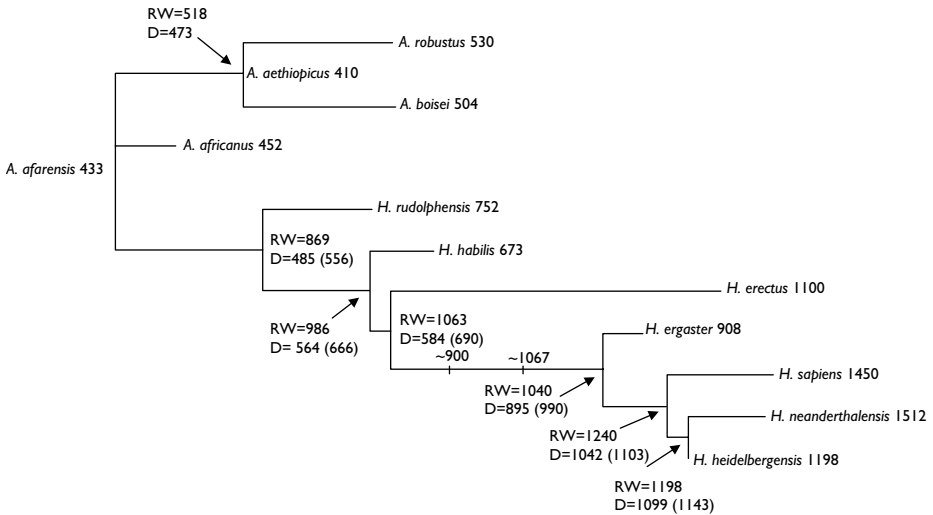 RW=518
D=473
A. robustus 530
A. aethiopicus 410
A. boisei 504
A. africanus 452
A. afarensis 433
H. rudolphensis 752
RW=869
D=485 (556)
H. habilis 673
H. erectus 1100
RW=986
D= 564 (666)
RW=1063
D=584 (690)
~900
~1067
H. ergaster 908
RW=1040
D=895 (990)
H. sapiens 1450
H. neanderthalensis 1512
RW=1240
D=1042 (1103)
H. heidelbergensis 1198
RW=1198
D=1099 (1143)